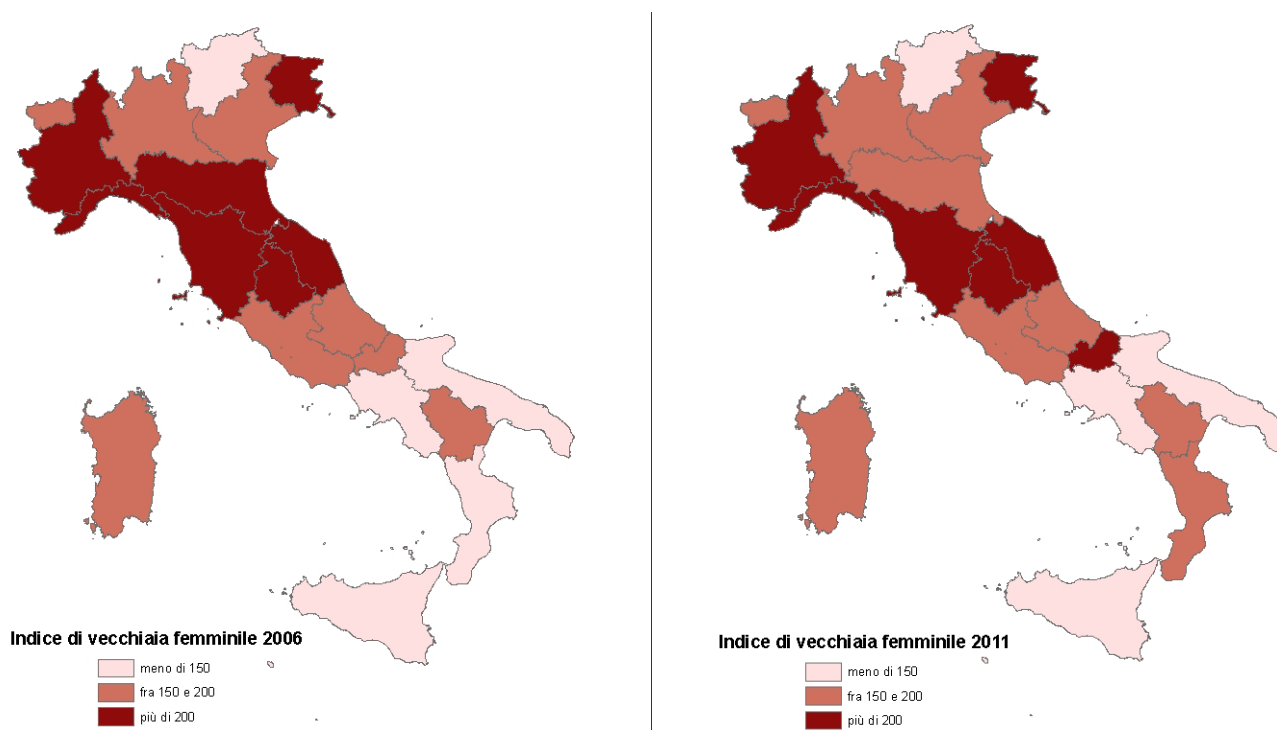 Indice di vecchiaia femminile 2006
meno di 150
fra 150 e 200
più di 200
Indice di vecchiaia femminile 2011
meno di 150
fra 150 e 200
più di 200